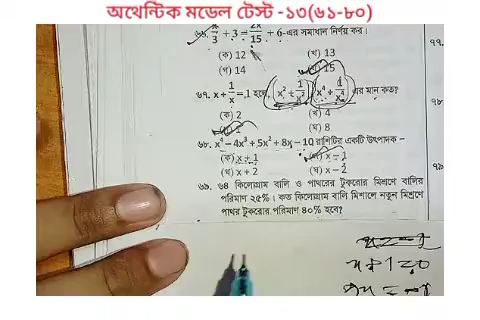 অথেন্টিক মডেল টেস্ট -১৩(৬১-৮০)
৬৬. x/3 + 3 = 2x/15 + 6-এর সমাধান নির্ণয় কর।
(ক) 12 (খ) 13
(গ) 14 15
৭৭.
৬৭. x + 1/x = 1 হলে, (x² + 1/x²)(x⁴ + 1/x⁴) এর মান কত?
(ক) 2 (খ) 4
1 (ঘ) 8
৭৮
৬৮. x⁴ – 4x³ + 5x² + 8x – 10 রাশিটির একটি উৎপাদক –
(ক) x + 1 x – 1
(গ) x + 2 (ঘ) x – 2
৭৯
৬৯. ৬৪ কিলোগ্রাম বালি ও পাথরের টুকরোর মিশ্রণে বালির
পরিমাণ ২৫%। কত কিলোগ্রাম বালি মিশালে নতুন মিশ্রণে
পাথর টুকরোর পরিমাণ ৪০% হবে?